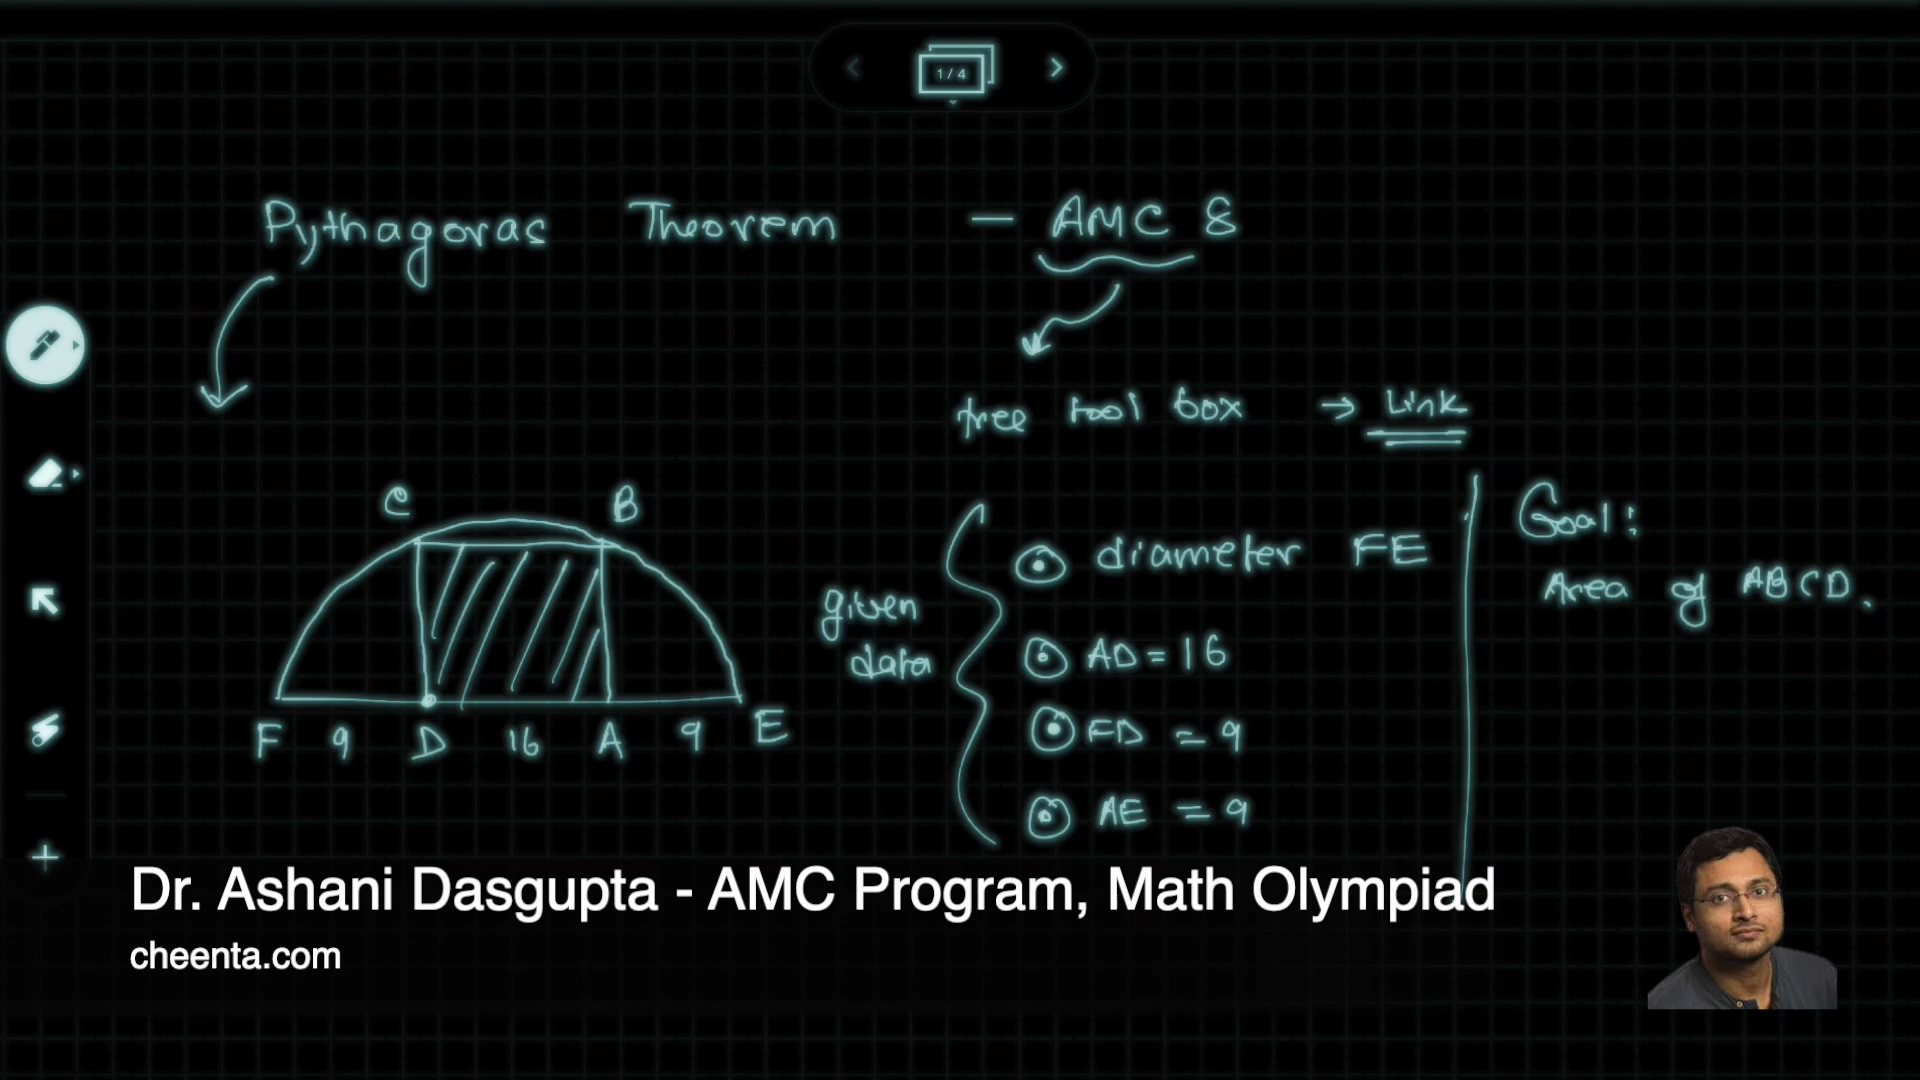 1 / 4
Pythagoras Theorem - AMC 8
free tool box → Link
C B
F 9 D 16 A 9 E
given data
diameter FE
AD = 16
FD = 9
AE = 9
Goal:
Area of ABCD.
Dr. Ashani Dasgupta - AMC Program, Math Olympiad
cheenta.com